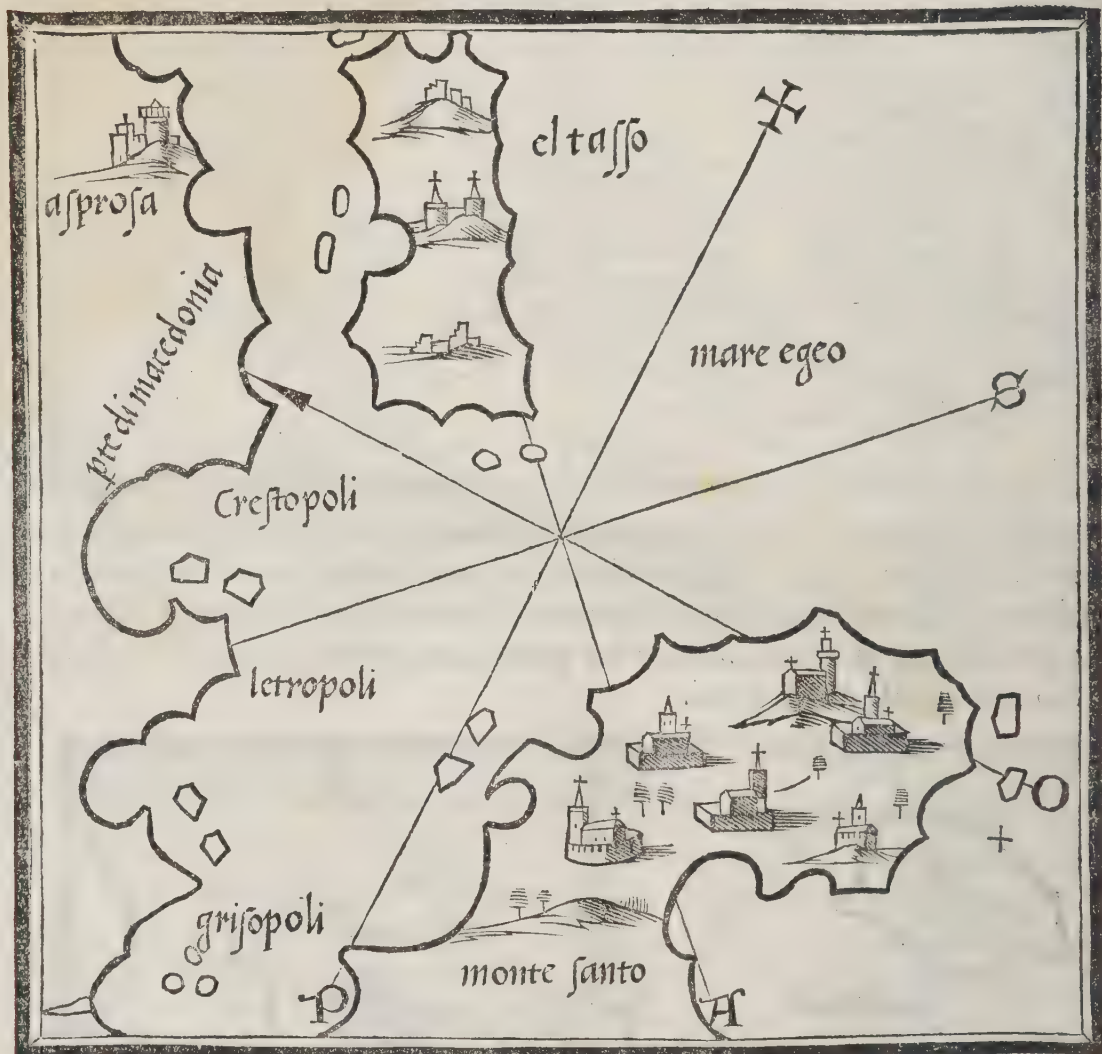 el taſſo
aſproſa
pte di macedonia
mare egeo
S
Creſtopoli
letropoli
O
griſopoli
monte ſanto
P
A